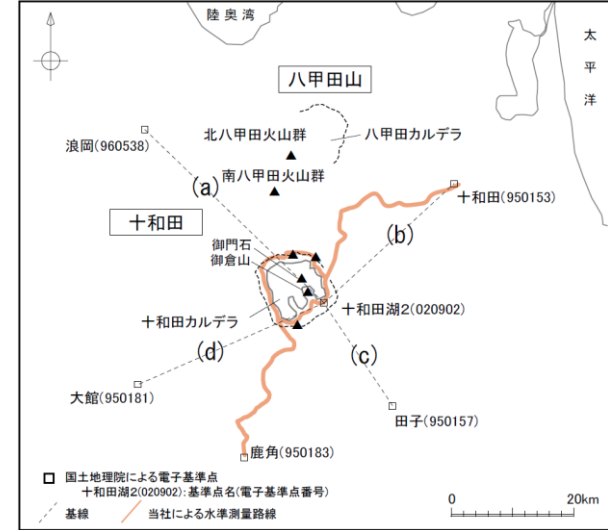 陸奥湾
太平洋
八甲田山
北八甲田火山群
八甲田カルデラ
浪岡(960538)
(a)
南八甲田火山群
十和田(950153)
十和田
(b)
御門石
御倉山
十和田湖2(020902)
十和田カルデラ
(d)
(c)
大館(950181)
田子(950157)
鹿角(950183)
国土地理院による電子基準点
十和田湖2(020902):基準点名(電子基準点番号)
基線
当社による水準測量路線
0 20km